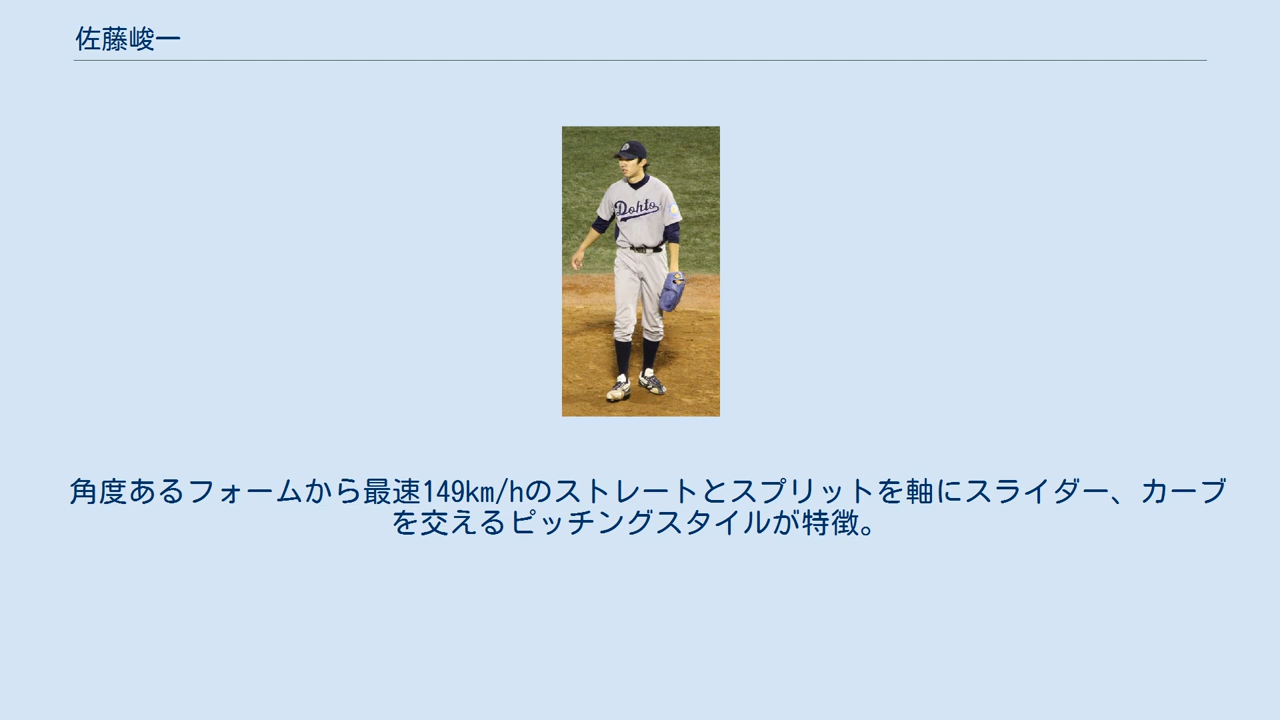 佐藤峻一
Dohto
角度あるフォームから最速149km/hのストレートとスプリットを軸にスライダー、カーブ
を交えるピッチングスタイルが特徴。